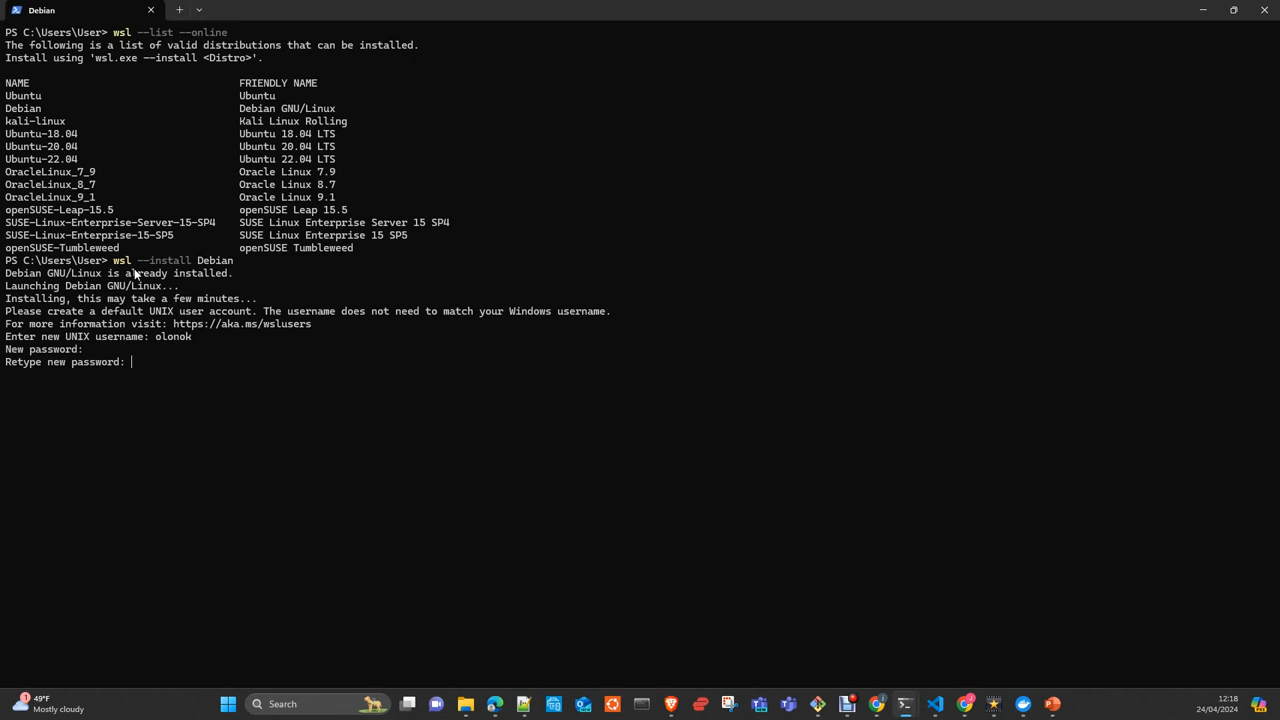 Debian
PS C:\Users\User> wsl --list --online
The following is a list of valid distributions that can be installed.
Install using 'wsl.exe --install <Distro>'.
NAME FRIENDLY NAME
Ubuntu Ubuntu
Debian Debian GNU/Linux
kali-linux Kali Linux Rolling
Ubuntu-18.04 Ubuntu 18.04 LTS
Ubuntu-20.04 Ubuntu 20.04 LTS
Ubuntu-22.04 Ubuntu 22.04 LTS
OracleLinux_7_9 Oracle Linux 7.9
OracleLinux_8_7 Oracle Linux 8.7
OracleLinux_9_1 Oracle Linux 9.1
openSUSE-Leap-15.5 openSUSE Leap 15.5
SUSE-Linux-Enterprise-Server-15-SP4 SUSE Linux Enterprise Server 15 SP4
SUSE-Linux-Enterprise-15-SP5 SUSE Linux Enterprise 15 SP5
openSUSE-Tumbleweed openSUSE Tumbleweed
PS C:\Users\User> wsl --install Debian
Debian GNU/Linux is already installed.
Launching Debian GNU/Linux...
Installing, this may take a few minutes...
Please create a default UNIX user account. The username does not need to match your Windows username.
For more information visit: https://aka.ms/wslusers
Enter new UNIX username: olonok
New password:
Retype new password:
1
49°F
Mostly cloudy
Search
12:18
24/04/2024